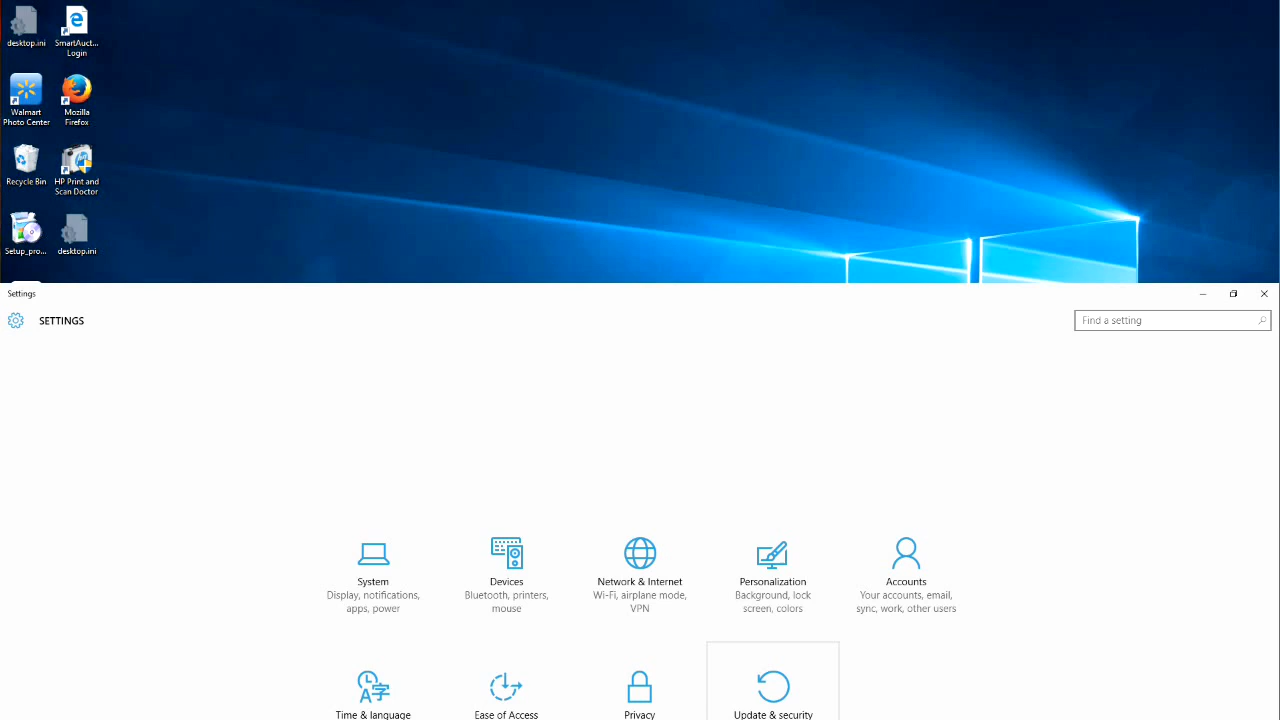 desktop.ini
SmartAuct...
Login
Walmart
Photo Center
Mozilla
Firefox
Recycle Bin
HP Print and
Scan Doctor
Setup_pro...
desktop.ini
Settings
SETTINGS
Find a setting
System
Display, notifications,
apps, power
Devices
Bluetooth, printers,
mouse
Network & Internet
Wi-Fi, airplane mode,
VPN
Personalization
Background, lock
screen, colors
Accounts
Your accounts, email,
sync, work, other users
Time & language
Ease of Access
Privacy
Update & security